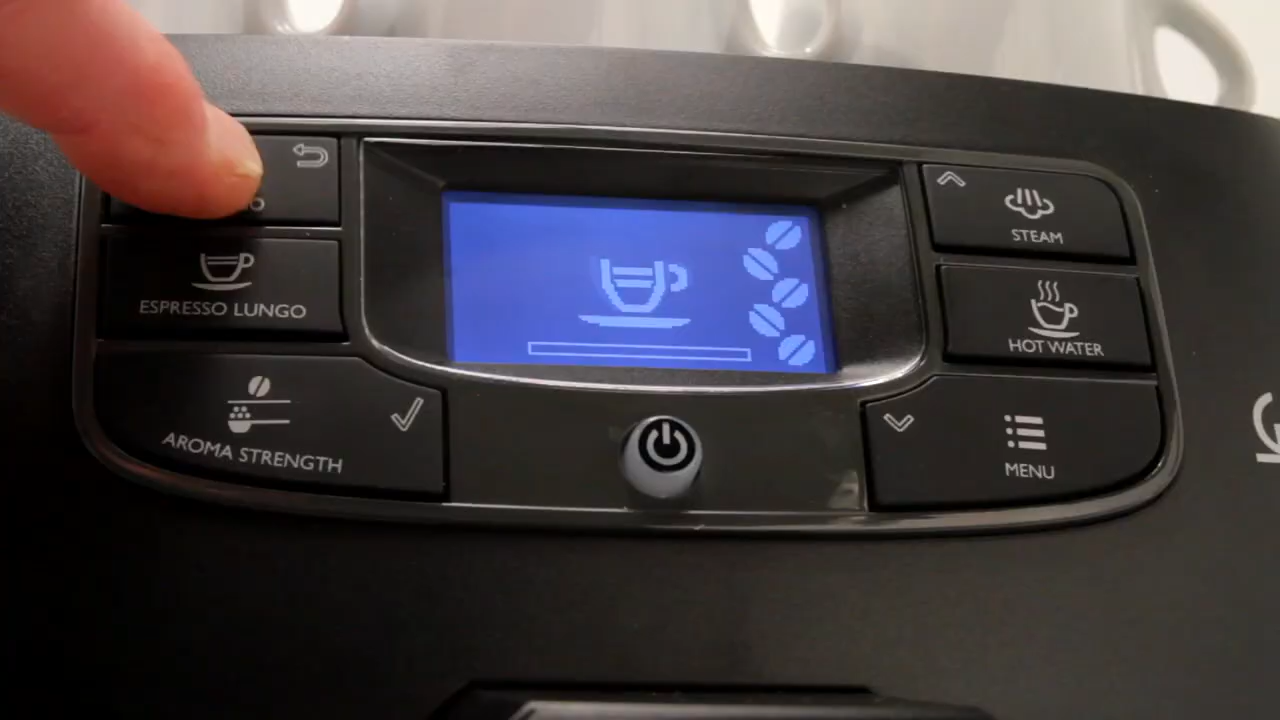 ESPRESSO LUNGO
AROMA STRENGTH
STEAM
HOT WATER
MENU